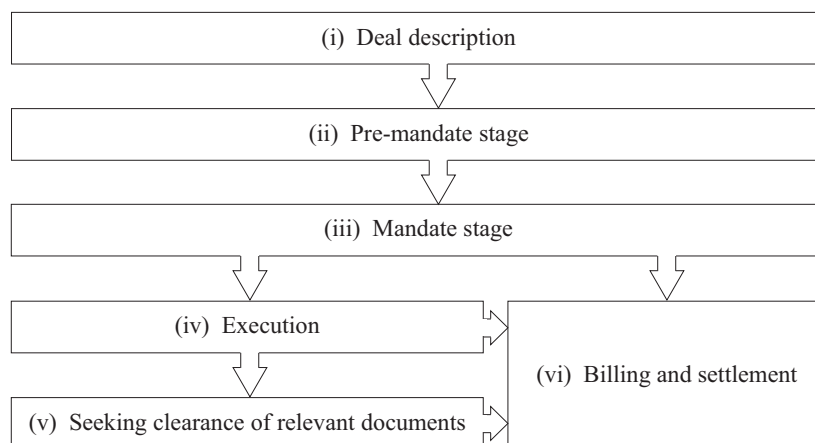 (i) Deal description
(ii) Pre-mandate stage
(iii) Mandate stage
(iv) Execution
(vi) Billing and settlement
(v) Seeking clearance of relevant documents